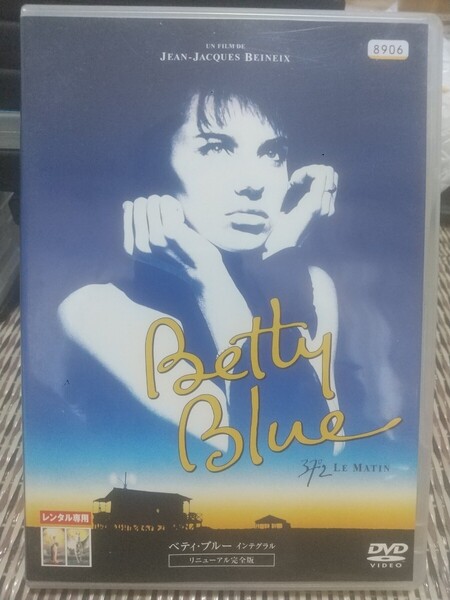 UN FILM DE
JEAN-JACQUES BEINEIX
8906
Betty
Blue
37°2 LE MATIN
レンタル専用
ベティ・ブルー インテグラル
リニューアル完全版
DVD
VIDEO